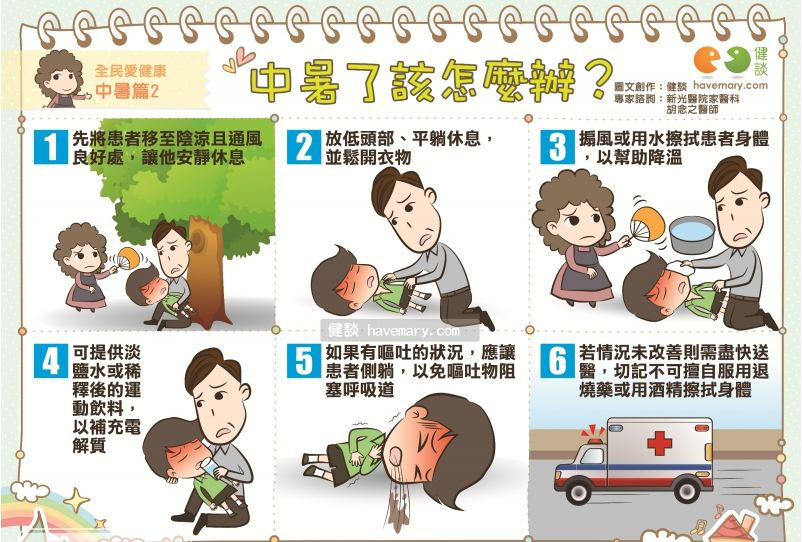 全民愛健康
中暑篇2
中暑了該怎麼辦？
健談
havemary.com
圖文創作：健談
專家諮詢：新光醫院家醫科
胡念之醫師
1
先將患者移至陰涼且通風
良好處，讓他安靜休息
2
放低頭部、平躺休息，
並鬆開衣物
3
搧風或用水擦拭患者身體
，以幫助降溫
健談 havemary.com
4
可提供淡
鹽水或稀
釋後的運
動飲料，
以補充電
解質
5
如果有嘔吐的狀況，應讓
患者側躺，以免嘔吐物阻
塞呼吸道
6
若情況未改善則需盡快送
醫，切記不可擅自服用退
燒藥或用酒精擦拭身體